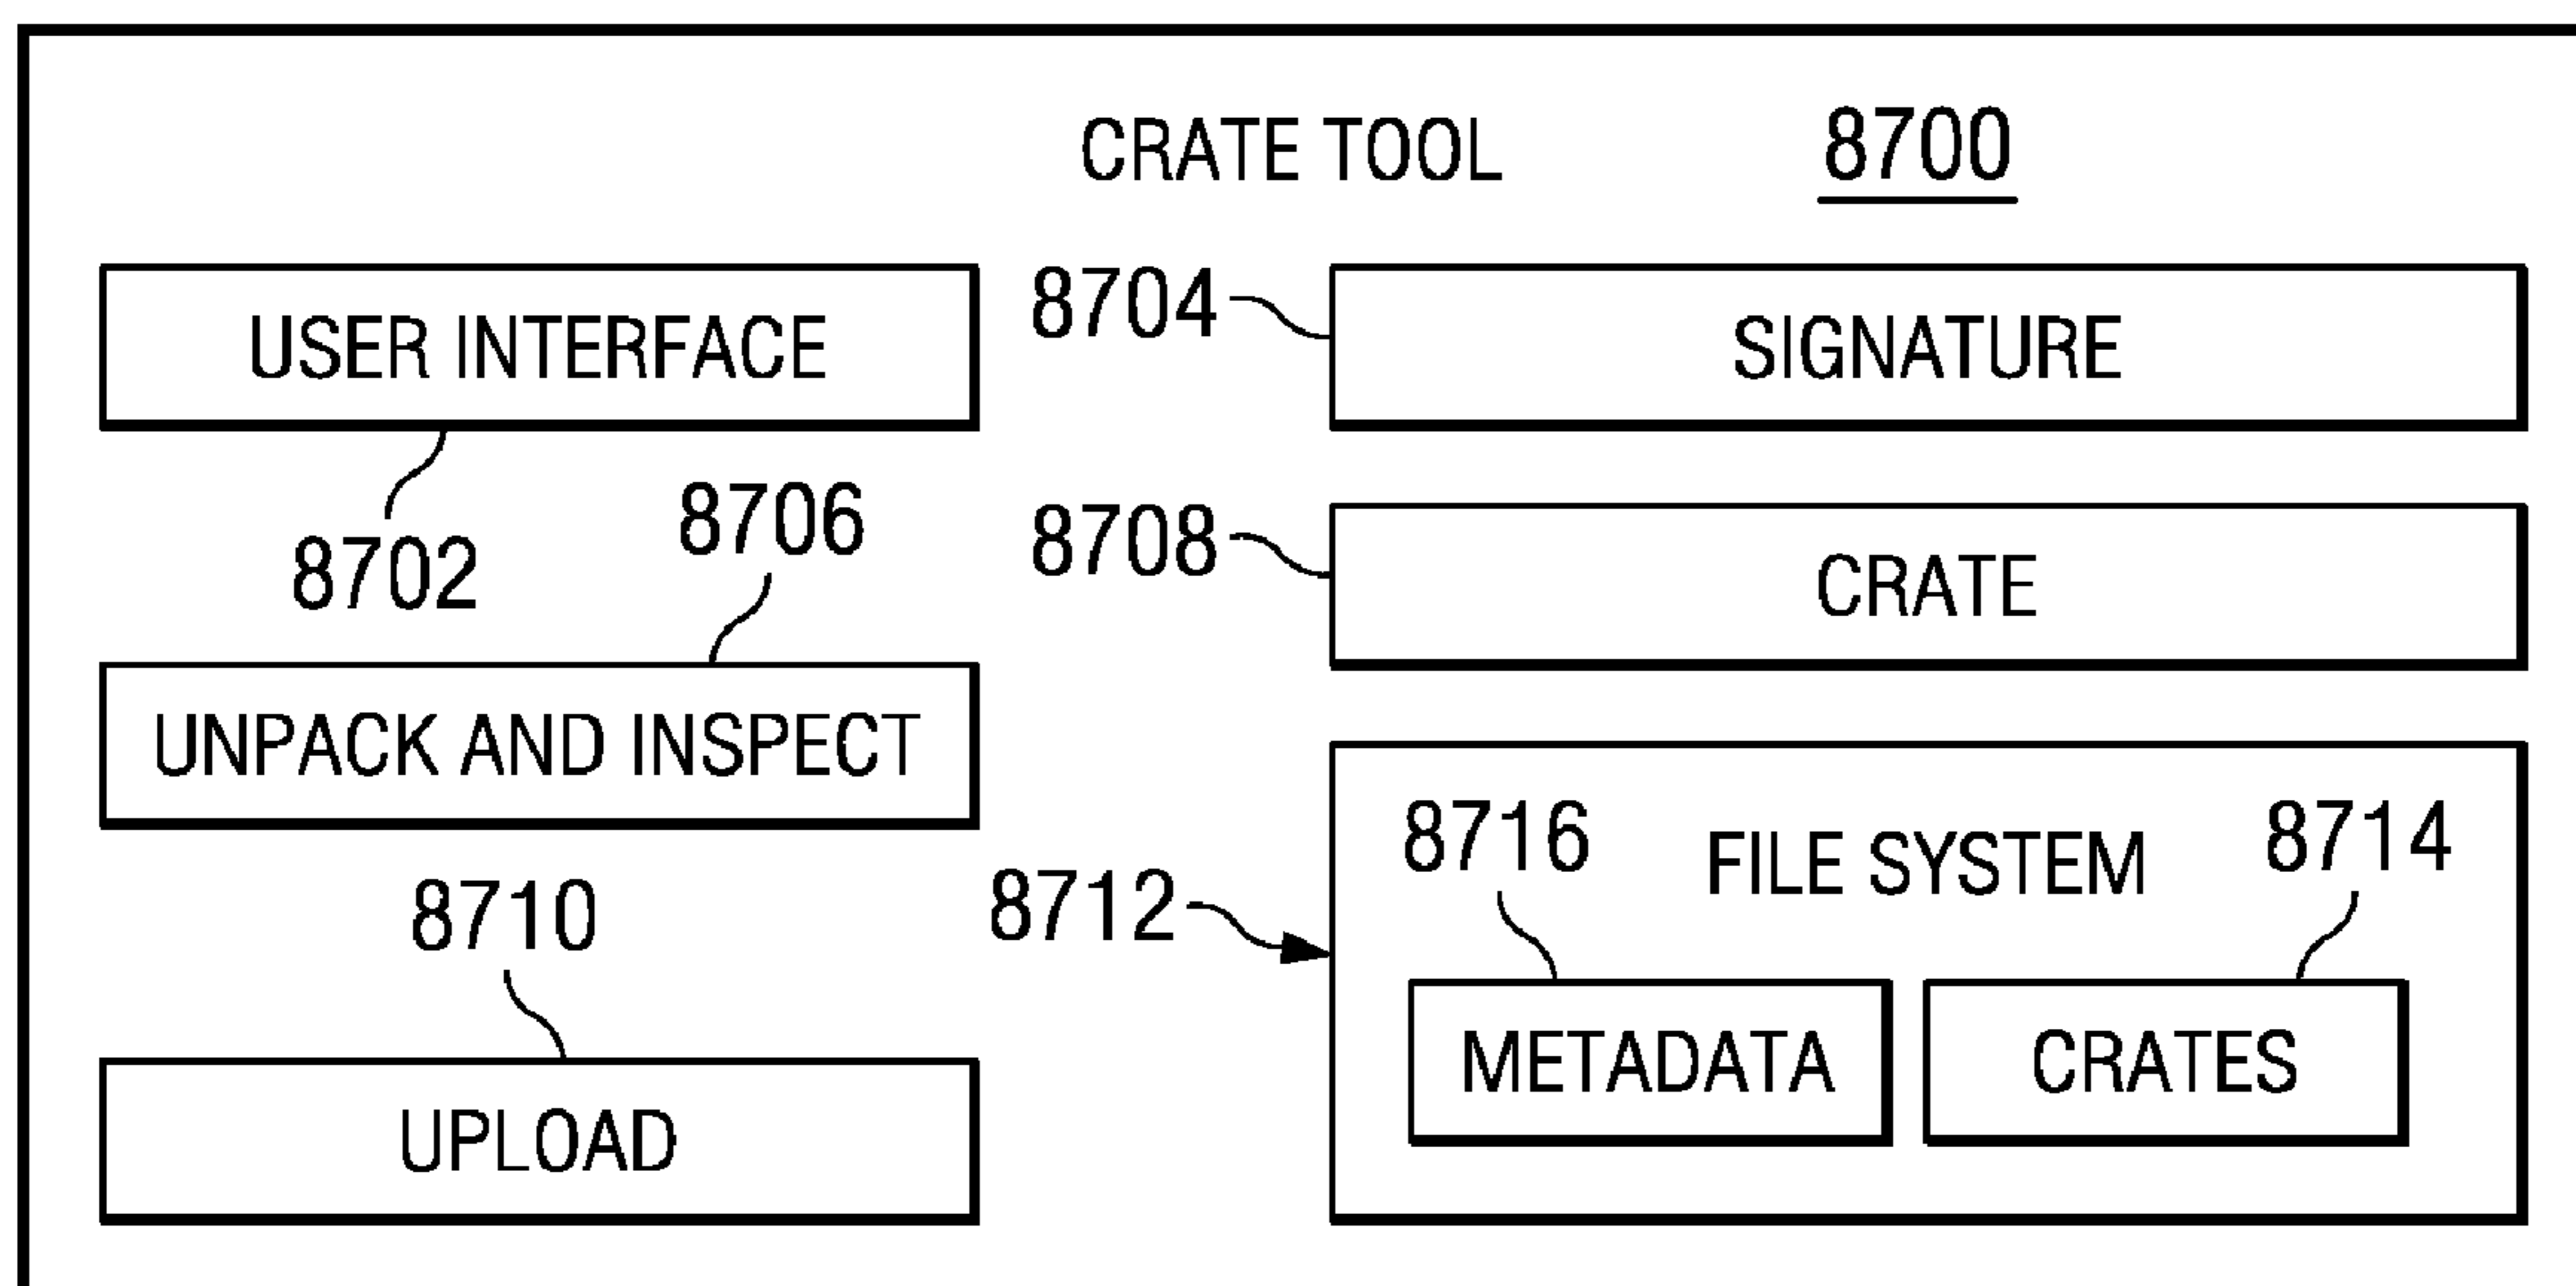 CRATE TOOL 8700
USER INTERFACE
8702
8704
SIGNATURE
8706
UNPACK AND INSPECT
8708
CRATE
8710
UPLOAD
8712
FILE SYSTEM
8716
METADATA
8714
CRATES